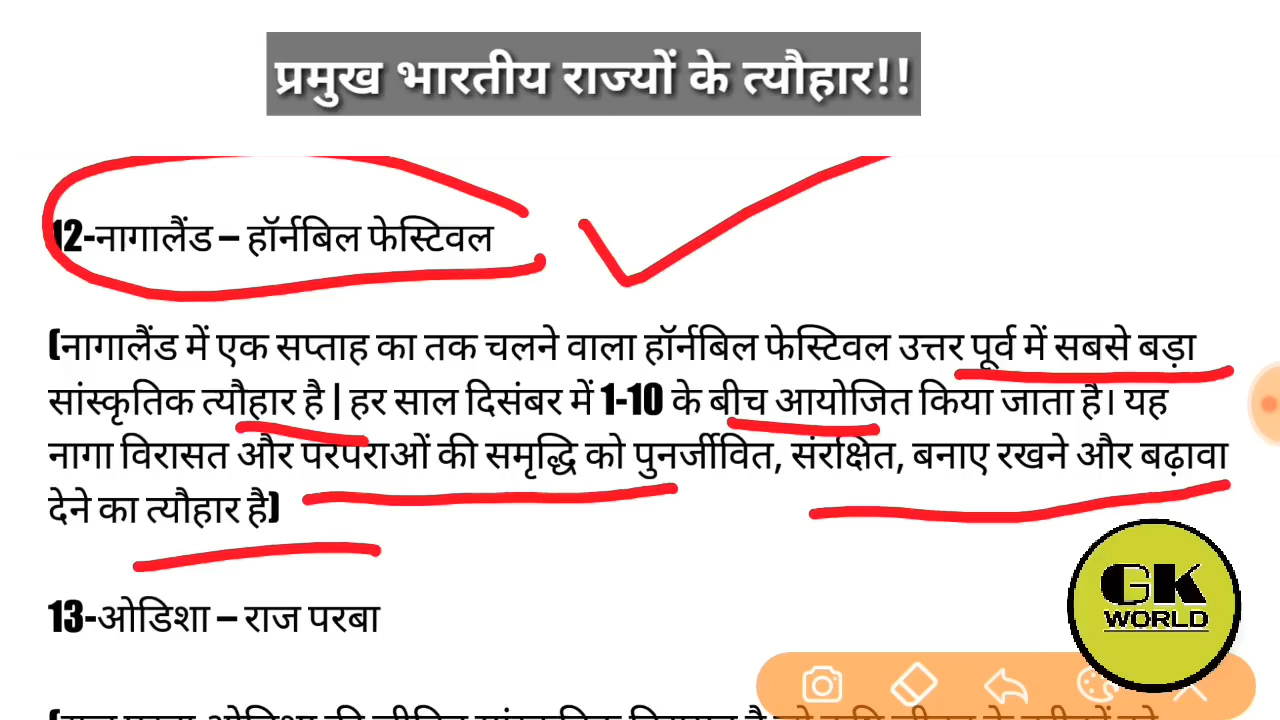 प्रमुख भारतीय राज्यों के त्यौहार!!
12-नागालैंड – हॉर्नबिल फेस्टिवल
(नागालैंड में एक सप्ताह का तक चलने वाला हॉर्नबिल फेस्टिवल उत्तर पूर्व में सबसे बड़ा
सांस्कृतिक त्यौहार है | हर साल दिसंबर में 1-10 के बीच आयोजित किया जाता है। यह
नागा विरासत और परंपराओं की समृद्धि को पुनर्जीवित, संरक्षित, बनाए रखने और बढ़ावा
देने का त्यौहार है)
13-ओडिशा – राज परबा
GK
WORLD